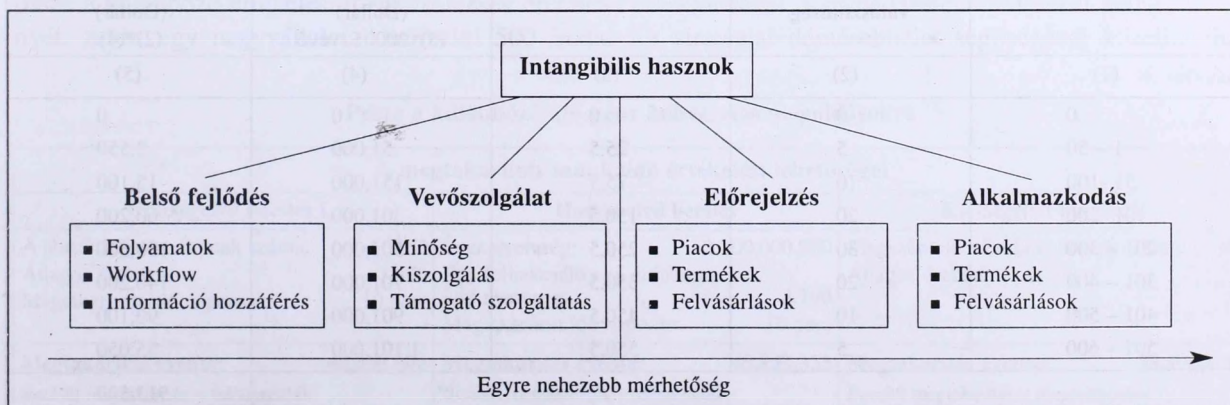 Intangibilis hasznok
Belső fejlődés
■ Folyamatok
■ Workflow
■ Információ hozzáférés
Vevőszolgálat
■ Minőség
■ Kiszolgálás
■ Támogató szolgáltatás
Előrejelzés
■ Piacok
■ Termékek
■ Felvásárlások
Alkalmazkodás
■ Piacok
■ Termékek
■ Felvásárlások
Egyre nehezebb mérhetőség